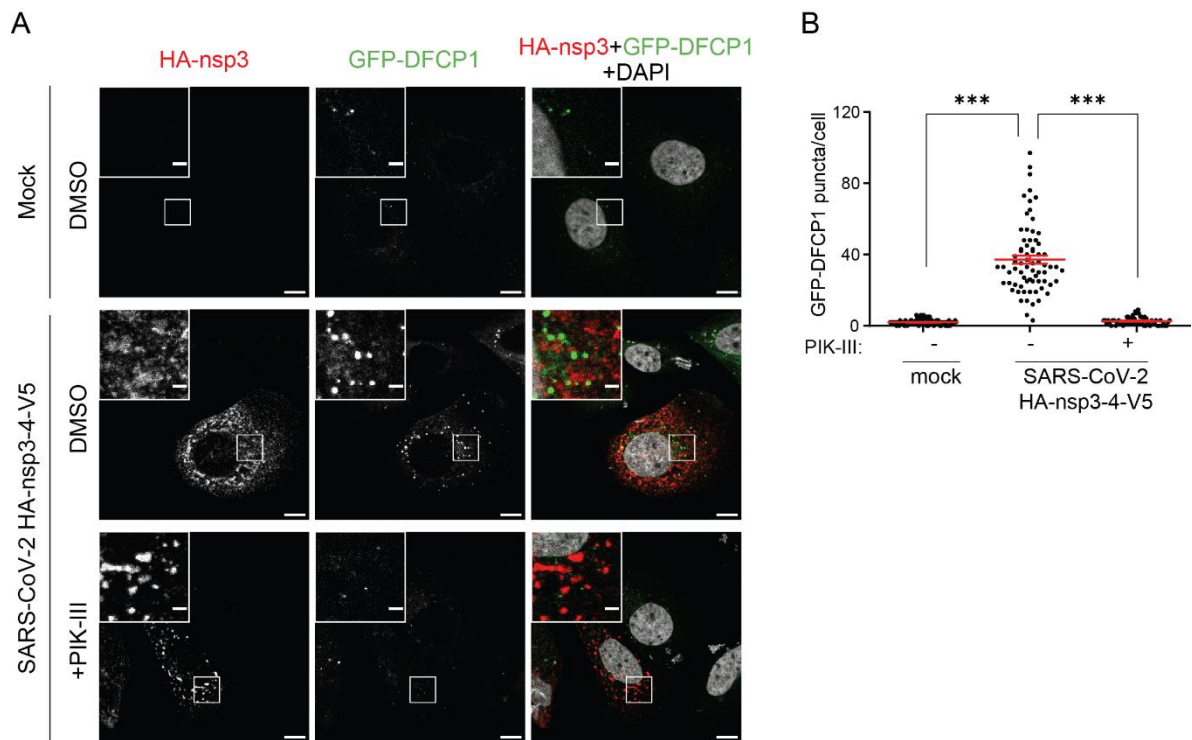 A
HA-nsp3
GFP-DFCP1
HA-nsp3+GFP-DFCP1
+DAPI
Mock
DMSO
SARS-CoV-2 HA-nsp3-4-V5
DMSO
+PIK-III
B
GFP-DFCP1 puncta/cell
120
80
40
0
*** ***
PIK-III: - - +
mock SARS-CoV-2
HA-nsp3-4-V5